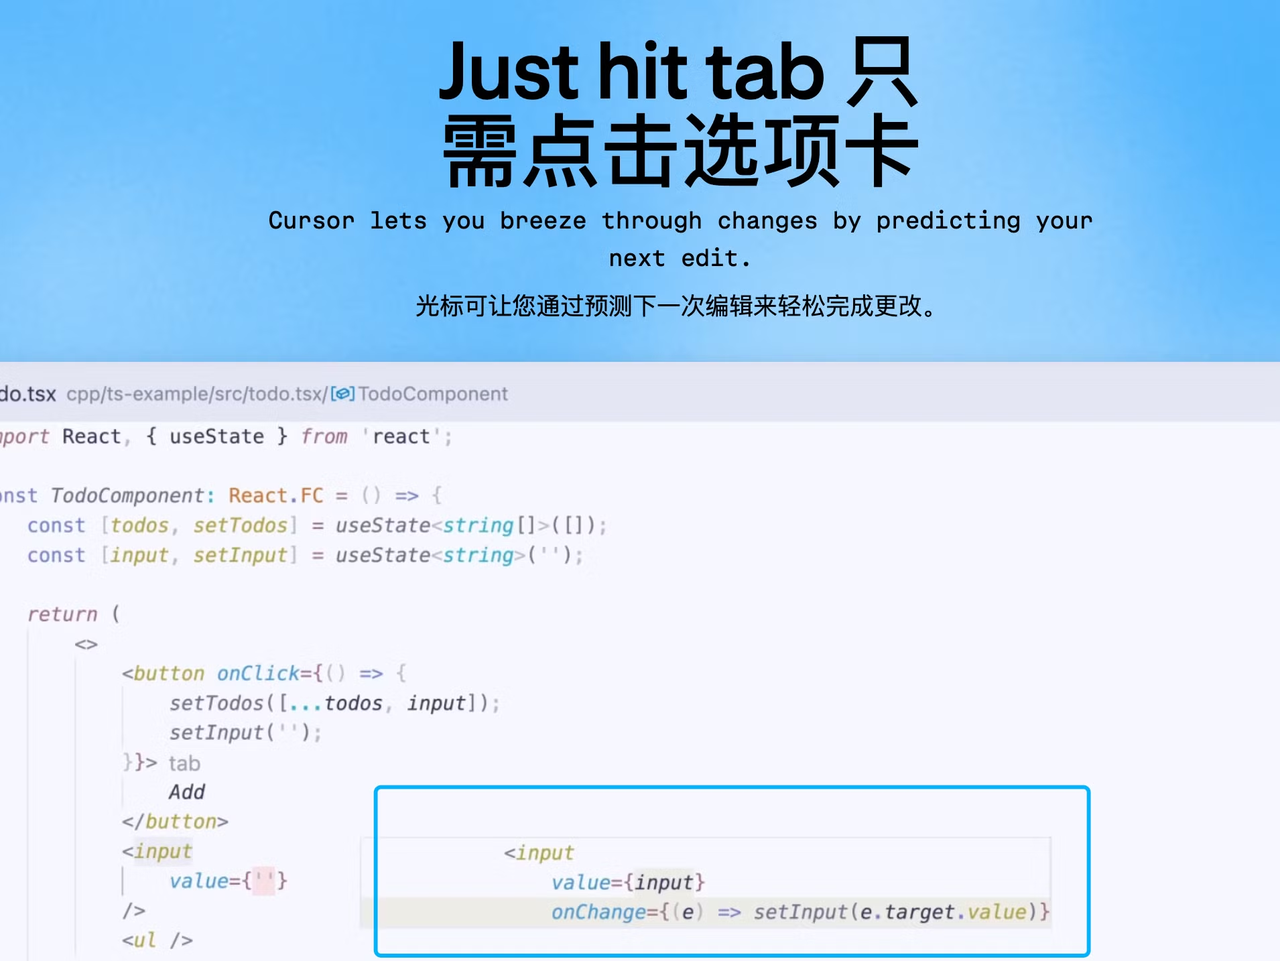 Just hit tab 只
需点击选项卡
Cursor lets you breeze through changes by predicting your
next edit.
光标可让您通过预测下一次编辑来轻松完成更改。
do.tsx cpp/ts-example/src/todo.tsx/ TodoComponent
mport React, { useState } from 'react';
onst TodoComponent: React.FC = () => {
const [todos, setTodos] = useState<string[]>([]);
const [input, setInput] = useState<string>('');
return (
<>
<button onClick={() => {
setTodos([...todos, input]);
setInput('');
}}> tab
Add
</button>
<input
value={''}
/>
<ul />
<input
value={input}
onChange={(e) => setInput(e.target.value)}